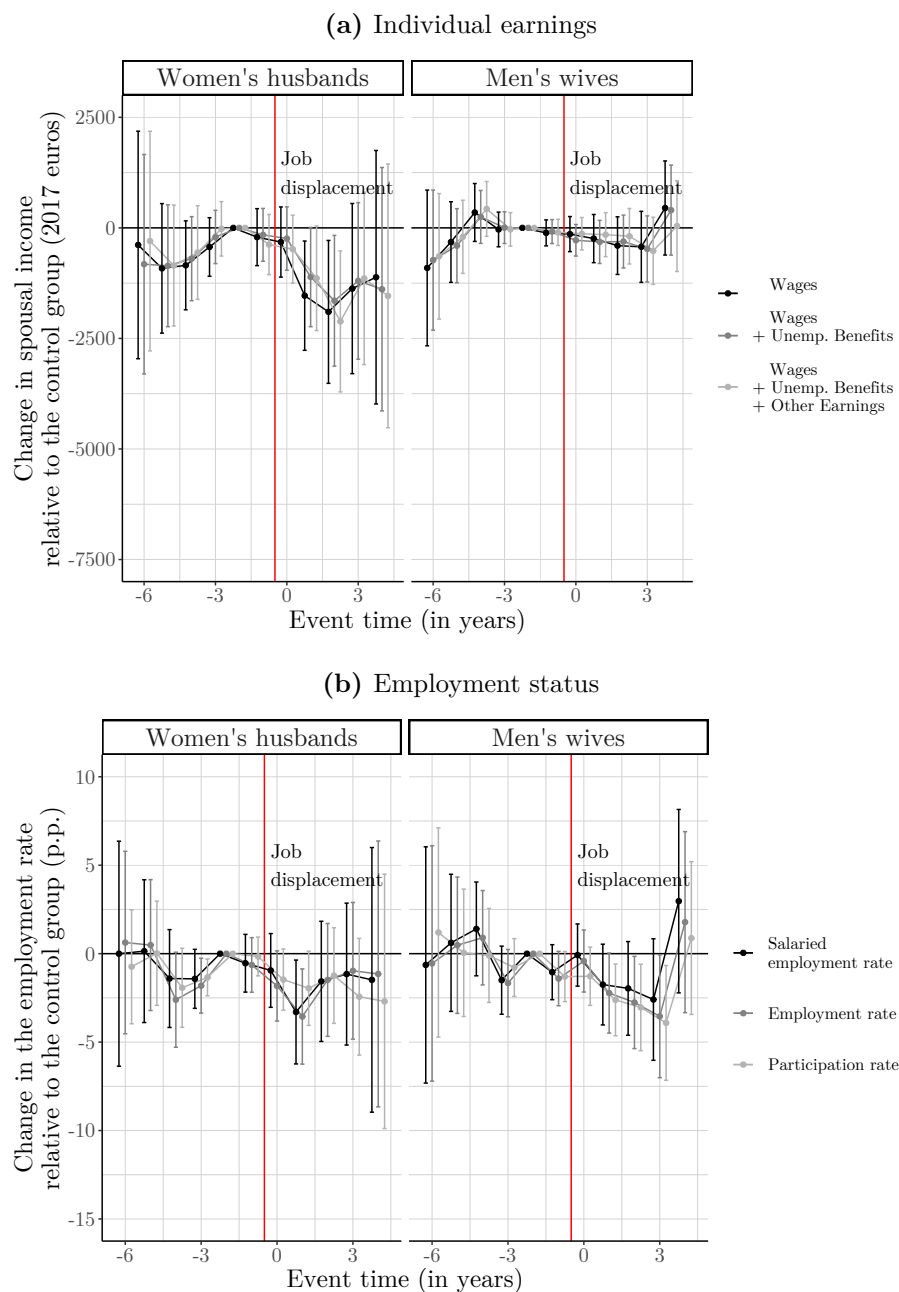 (a) Individual earnings
Women's husbands
Men's wives
Change in spousal income
relative to the control group (2017 euros)
2500
0
-2500
-5000
-7500
Job
displacement
Job
displacement
-6
-3
0
3
-6
-3
0
3
Event time (in years)
Wages
Wages
+ Unemp. Benefits
Wages
+ Unemp. Benefits
+ Other Earnings
(b) Employment status
Women's husbands
Men's wives
Change in the employment rate
relative to the control group (p.p.)
10
5
0
-5
-10
-15
Job
displacement
Job
displacement
-6
-3
0
3
-6
-3
0
3
Event time (in years)
Salaried
employment rate
Employment rate
Participation rate